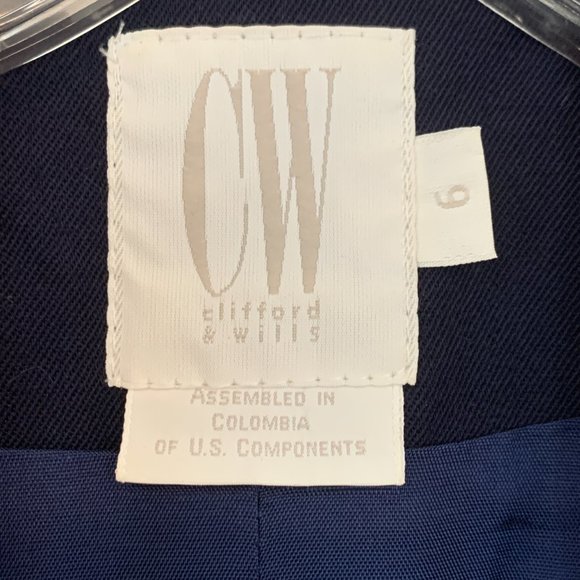 CW
clifford
& wills
6
ASSEMBLED IN
COLOMBIA
OF U.S. COMPONENTS